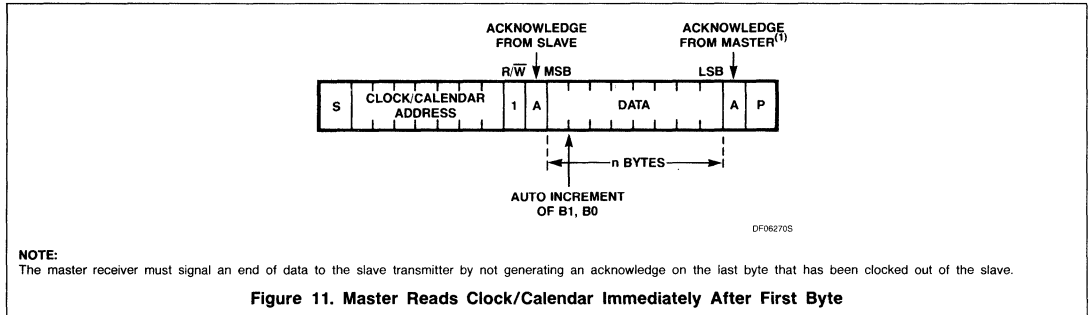 ACKNOWLEDGE
FROM SLAVE
ACKNOWLEDGE
FROM MASTER(1)
R/W̅ MSB LSB
S CLOCK/CALENDAR ADDRESS 1 A DATA A P
n BYTES
AUTO INCREMENT
OF B1, B0
DF06270S
NOTE:
The master receiver must signal an end of data to the slave transmitter by not generating an acknowledge on the last byte that has been clocked out of the slave.
Figure 11. Master Reads Clock/Calendar Immediately After First Byte